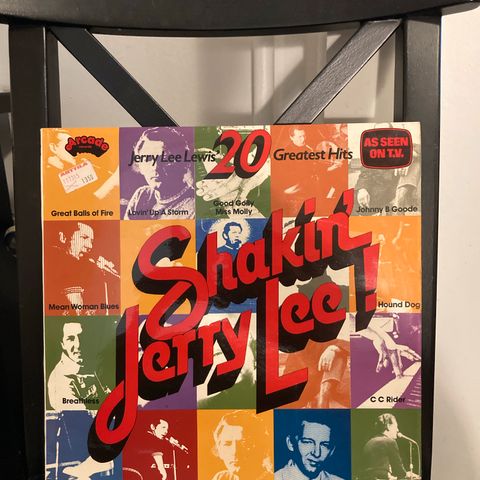 Arcade
Jerry Lee Lewis 20 Greatest Hits
AS SEEN
ON T.V.
Great Balls of Fire
Lovin' Up A Storm
Good Golly
Miss Molly
Johnny B Goode
Shakin'
Jerry Lee!
Mean Woman Blues
Hound Dog
Breathless
C C Rider